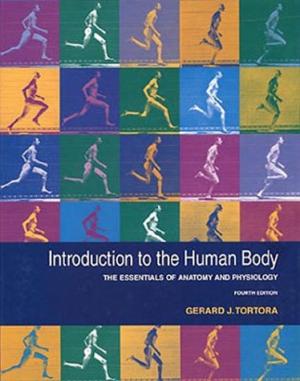 Introduction to the Human Body
THE ESSENTIALS OF ANATOMY AND PHYSIOLOGY
FOURTH EDITION
GERARD J. TORTORA